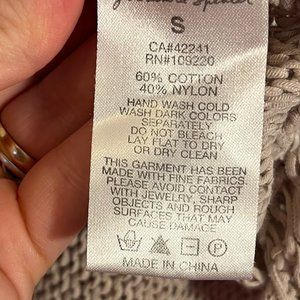 S
CA#42241
RN#109220
60% COTTON
40% NYLON
HAND WASH COLD
WASH DARK COLORS
SEPARATELY
DO NOT BLEACH
LAY FLAT TO DRY
OR DRY CLEAN
THIS GARMENT HAS BEEN
MADE WITH FINE FABRICS.
PLEASE AVOID CONTACT
WITH JEWELRY, SHARP
OBJECTS AND ROUGH
SURFACES THAT MAY
CAUSE DAMAGE.
MADE IN CHINA